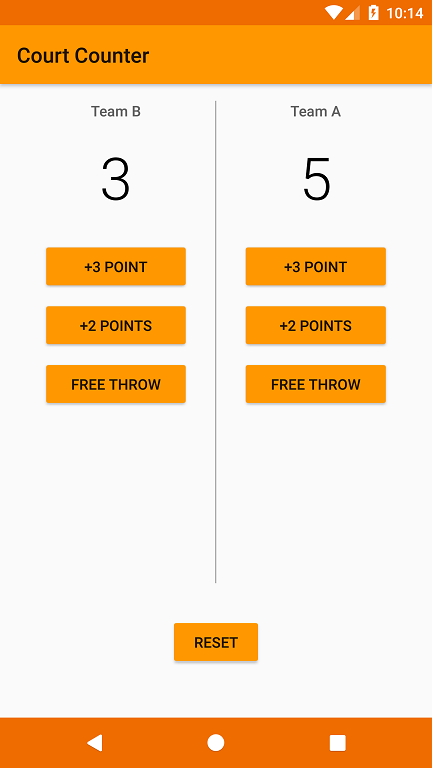 10:14
Court Counter
Team B
Team A
3
5
+3 POINT
+3 POINT
+2 POINTS
+2 POINTS
FREE THROW
FREE THROW
RESET